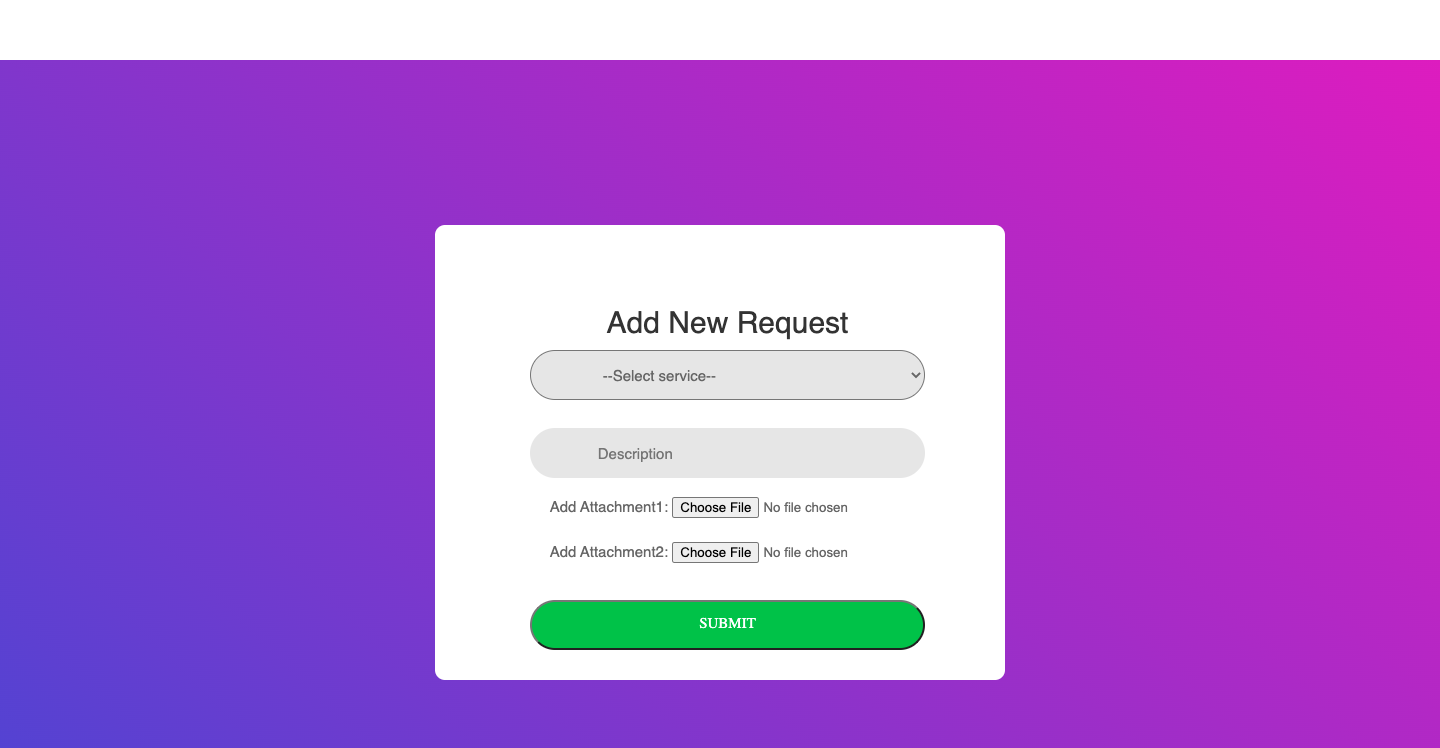 Add New Request
--Select service--
Description
Add Attachment1: Choose File No file chosen
Add Attachment2: Choose File No file chosen
SUBMIT